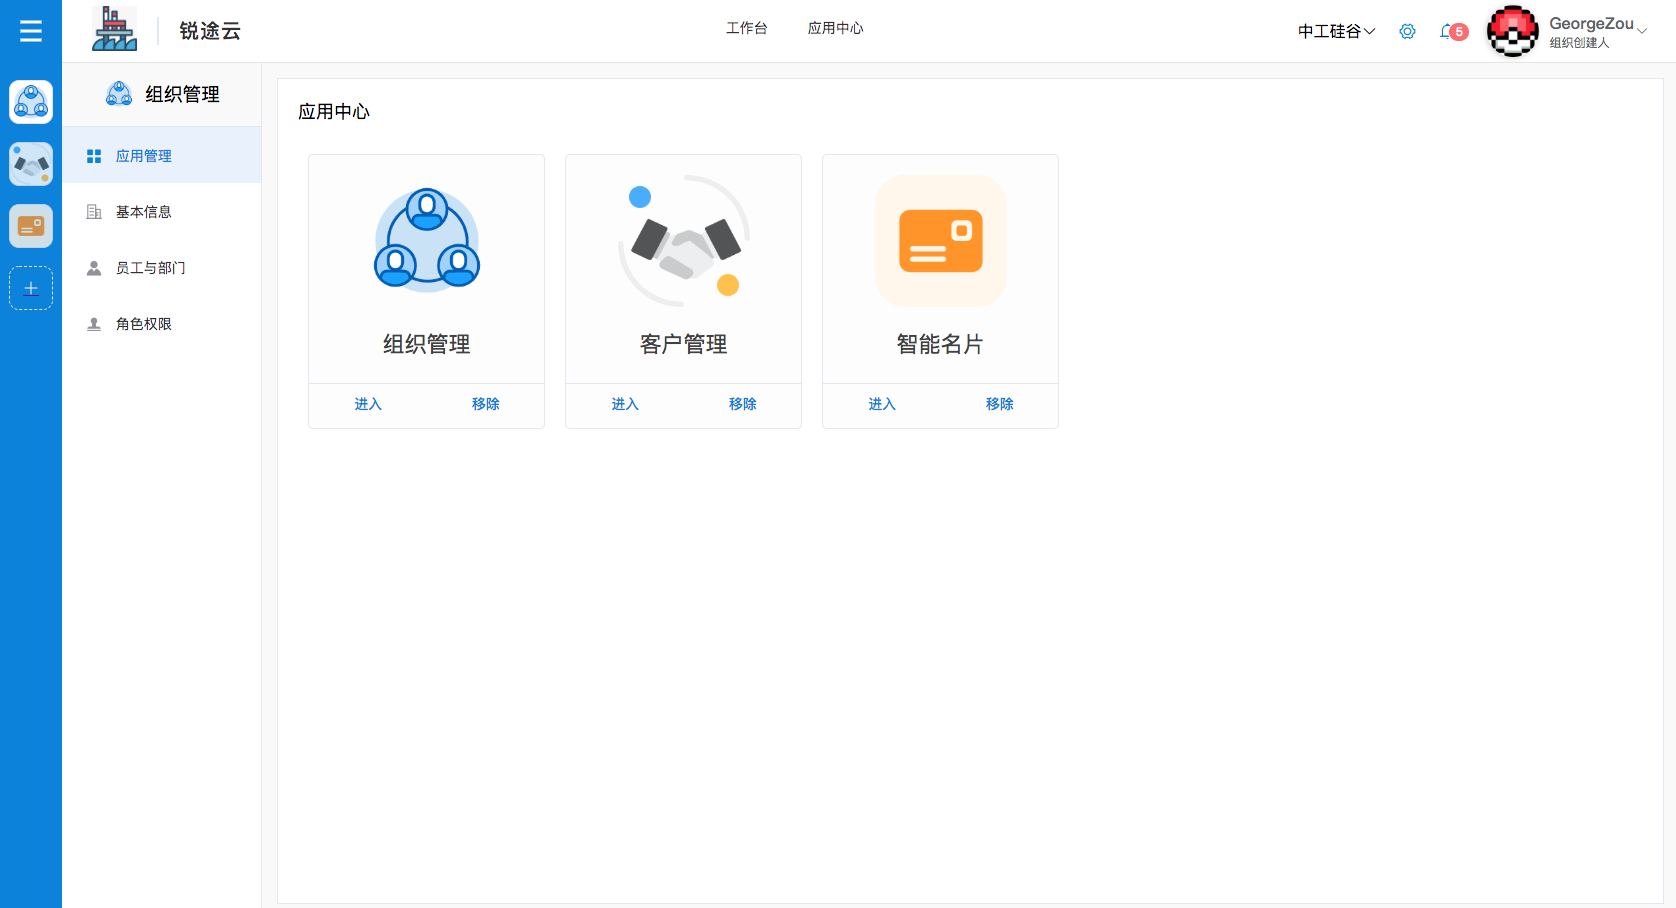 锐途云
工作台
应用中心
中工硅谷
5
GeorgeZou
组织创建人
组织管理
应用管理
基本信息
员工与部门
角色权限
应用中心
组织管理
进入
移除
客户管理
进入
移除
智能名片
进入
移除